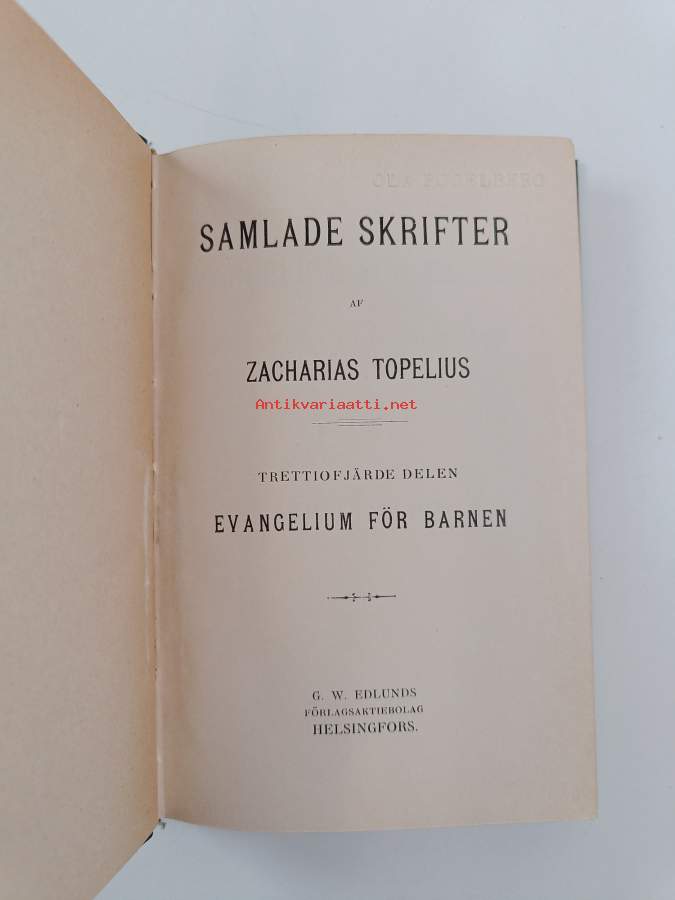 SAMLADE SKRIFTER
AF
ZACHARIAS TOPELIUS
Antikvariaatti.net
TRETTIOFJÄRDE DELEN
EVANGELIUM FÖR BARNEN
G. W. EDLUNDS
FÖRLAGSAKTIEBOLAG
HELSINGFORS.